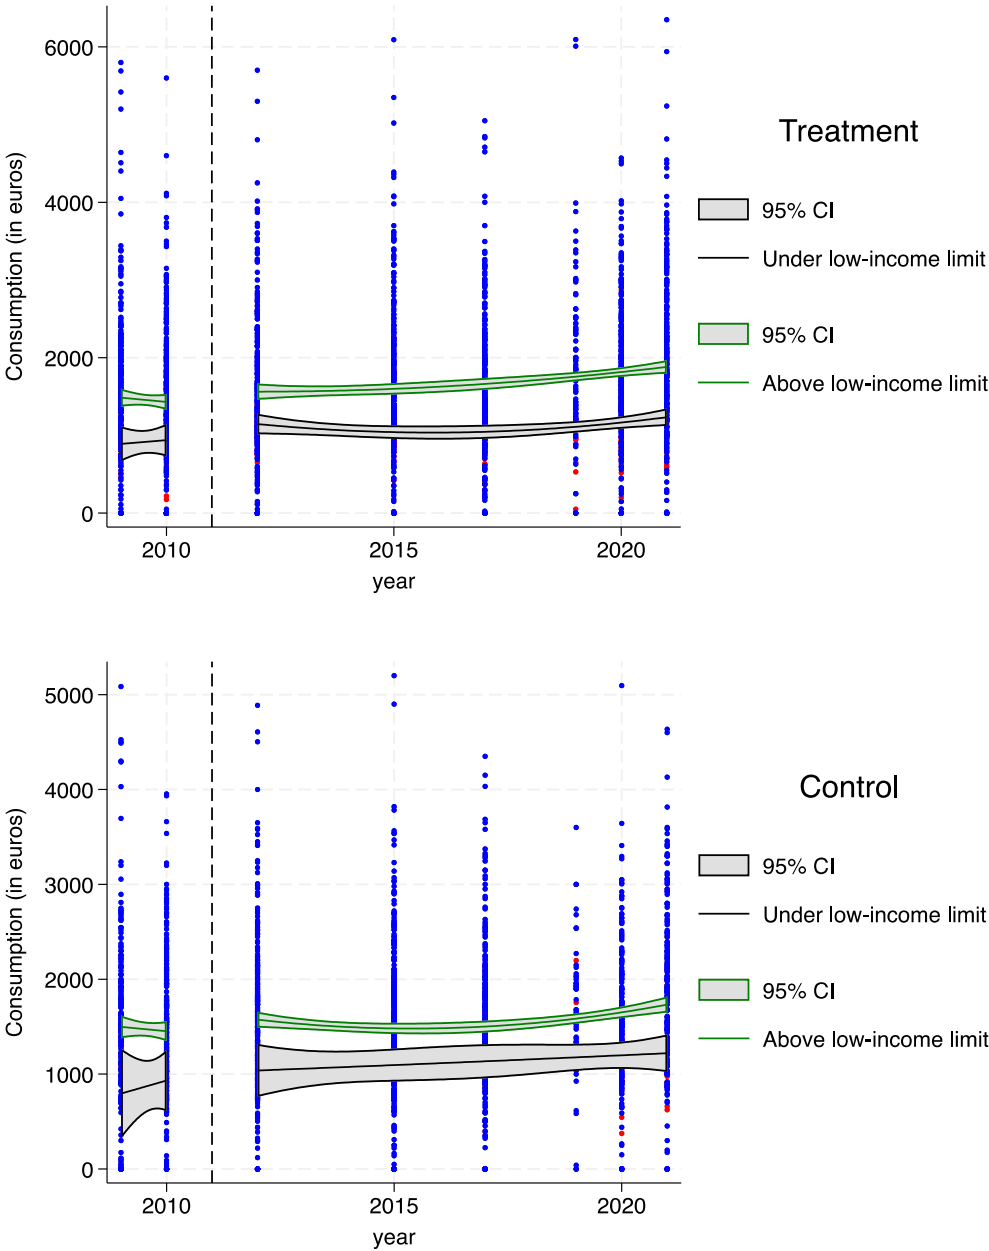 6000
4000
2000
0
Consumption (in euros)
2010
2015
2020
year
Treatment
95% CI
Under low-income limit
95% CI
Above low-income limit
5000
4000
3000
2000
1000
0
Consumption (in euros)
2010
2015
2020
year
Control
95% CI
Under low-income limit
95% CI
Above low-income limit